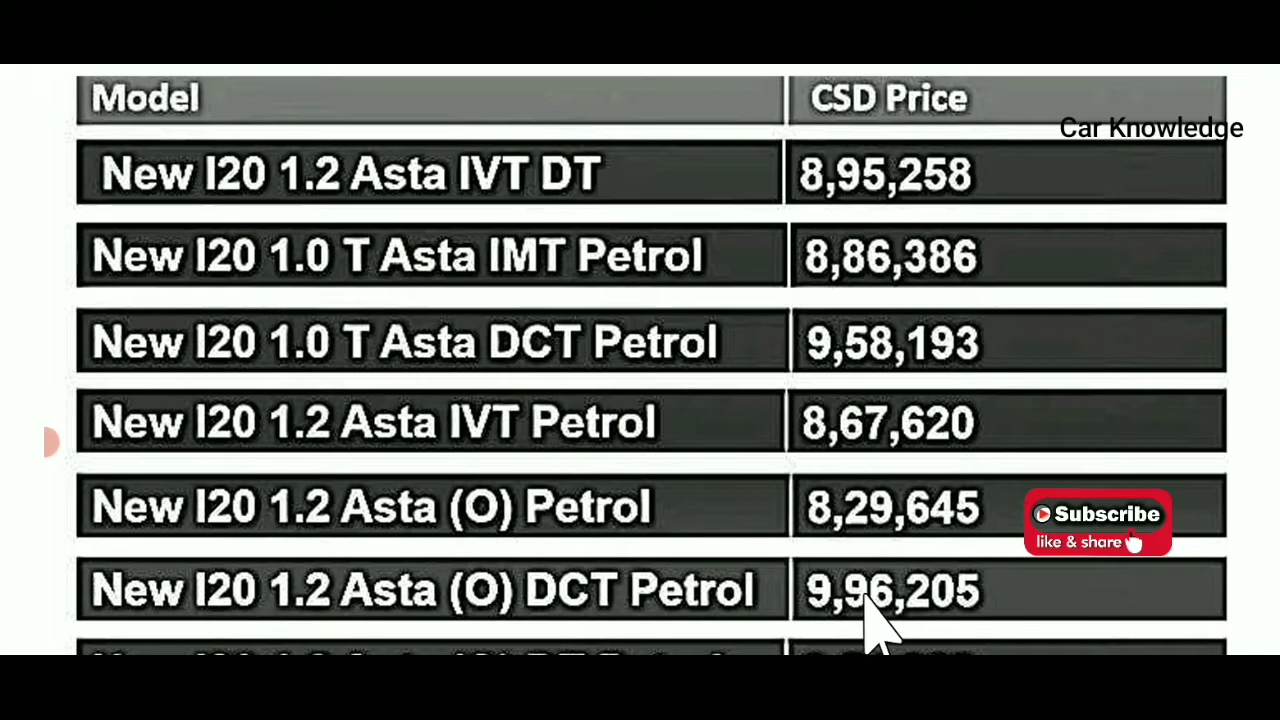 Model CSD Price
Car Knowledge
New I20 1.2 Asta IVT DT 8,95,258
New I20 1.0 T Asta IMT Petrol 8,86,386
New I20 1.0 T Asta DCT Petrol 9,58,193
New I20 1.2 Asta IVT Petrol 8,67,620
New I20 1.2 Asta (O) Petrol 8,29,645
Subscribe
like & share
New I20 1.2 Asta (O) DCT Petrol 9,96,205